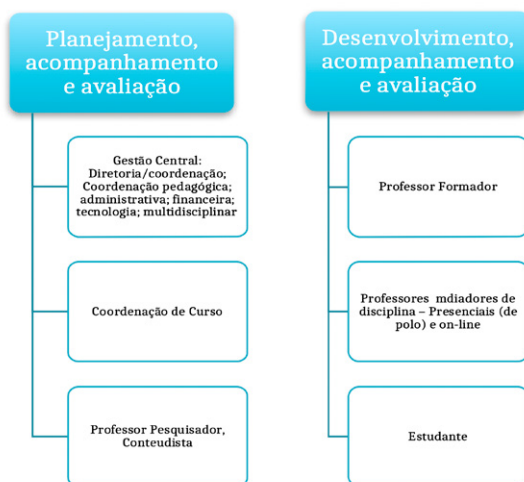 Planejamento,
acompanhamento
e avaliação
Gestão Central:
Diretoria/coordenação;
Coordenação pedagógica;
administrativa; financeira;
tecnologia; multidisciplinar
Coordenação de Curso
Professor Pesquisador,
Conteudista
Desenvolvimento,
acompanhamento
e avaliação
Professor Formador
Professores mdiadores de
disciplina – Presenciais (de
polo) e on-line
Estudante